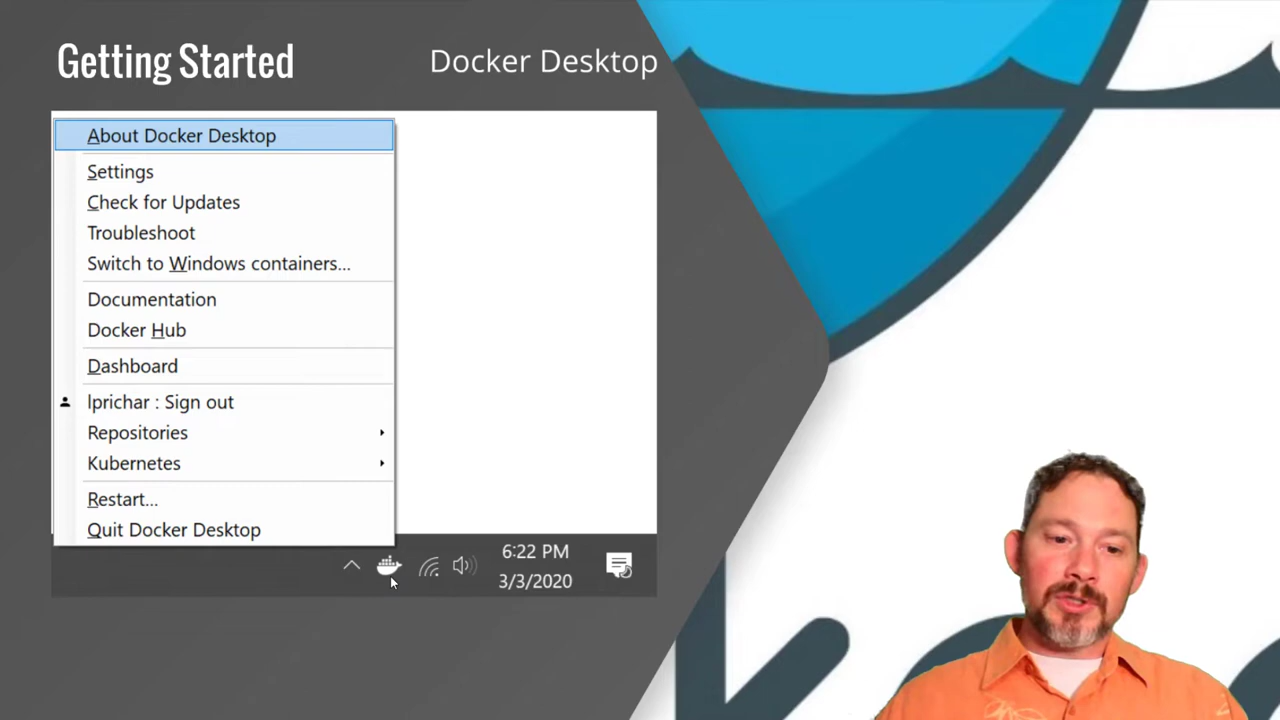 Getting Started
Docker Desktop
About Docker Desktop
Settings
Check for Updates
Troubleshoot
Switch to Windows containers...
Documentation
Docker Hub
Dashboard
lprichar : Sign out
Repositories
Kubernetes
Restart...
Quit Docker Desktop
6:22 PM
3/3/2020